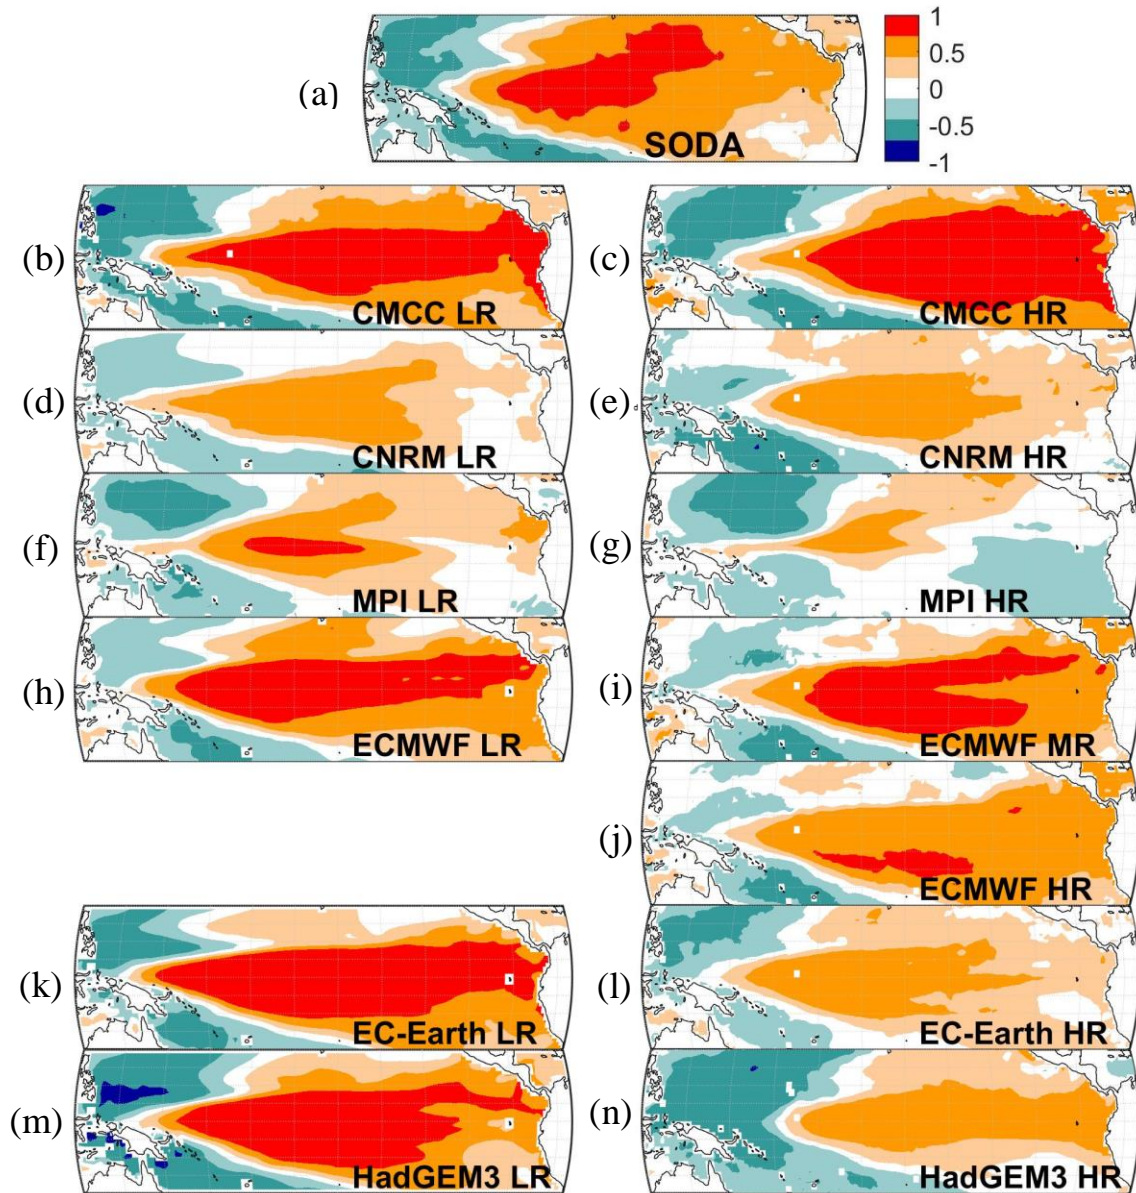 (a)
SODA
1
0.5
0
-0.5
-1
(b)
CMCC LR
(c)
CMCC HR
(d)
CNRM LR
(e)
CNRM HR
(f)
MPI LR
(g)
MPI HR
(h)
ECMWF LR
(i)
ECMWF MR
(j)
ECMWF HR
(k)
EC-Earth LR
(l)
EC-Earth HR
(m)
HadGEM3 LR
(n)
HadGEM3 HR